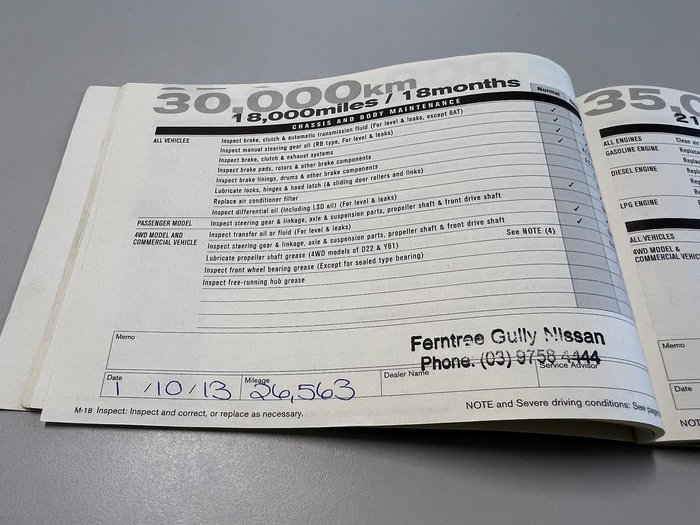 30,000km
18,000miles / 18months
CHASSIS AND BODY MAINTENANCE
Normal
ALL VEHICLES
Inspect brake, clutch & automatic transmission fluid (For level & leaks, except 6AT)
Inspect manual steering gear oil (RB type, For level & leaks)
Inspect brake, clutch & exhaust systems
Inspect brake pads, rotors & other brake components
Inspect brake linings, drums & other brake components
Lubricate locks, hinges & hood latch (& sliding door rollers and links)
Replace air conditioner filter
Inspect differential oil (including LSD oil) (For level & leaks)
PASSENGER MODEL Inspect steering gear & linkage, axle & suspension parts, propeller shaft & front drive shaft
4WD MODEL AND COMMERCIAL VEHICLE
Inspect transfer oil or fluid (For level & leaks)
Inspect steering gear & linkage, axle & suspension parts, propeller shaft & front drive shaft
Lubricate propeller shaft grease (4WD models of D22 & Y61) See NOTE (4)
Inspect front wheel bearing grease (Except for sealed type bearing)
Inspect free-running hub grease
Memo
Ferntree Gully Nissan
Phone. (03) 9758 4444
Date 1 /10 /13 Mileage 26,563 Dealer Name Service Advisor
M-18 Inspect: Inspect and correct, or replace as necessary.
NOTE and Severe driving conditions: See
35,0
21
ALL ENGINES Clean air
GASOLINE ENGINE Replace
DIESEL ENGINE
LPG ENGINE
ALL VEHICLES
4WD MODEL &
COMMERCIAL
Memo
Date